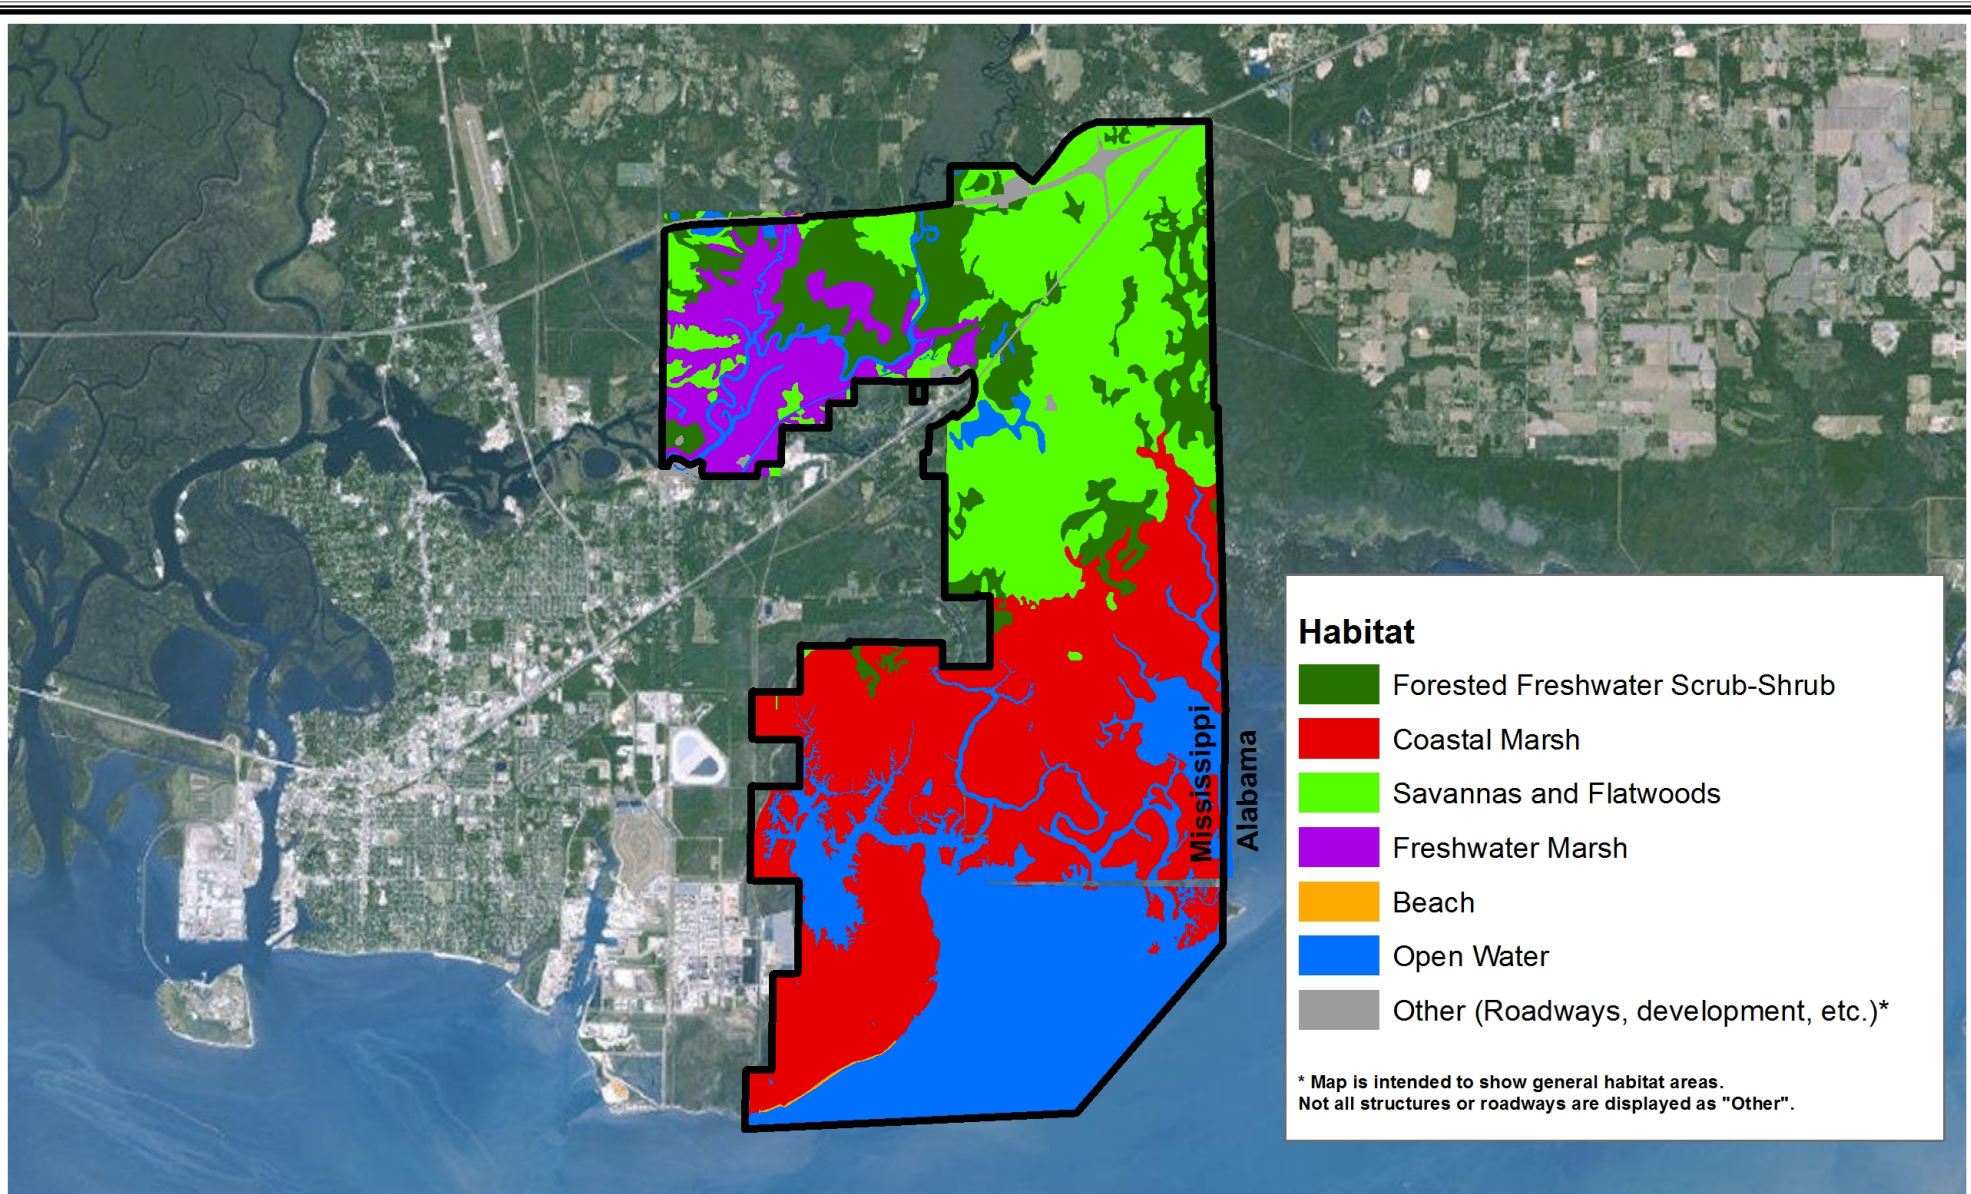 Mississippi
Alabama
Habitat
Forested Freshwater Scrub-Shrub
Coastal Marsh
Savannas and Flatwoods
Freshwater Marsh
Beach
Open Water
Other (Roadways, development, etc.)*
* Map is intended to show general habitat areas.
Not all structures or roadways are displayed as "Other".